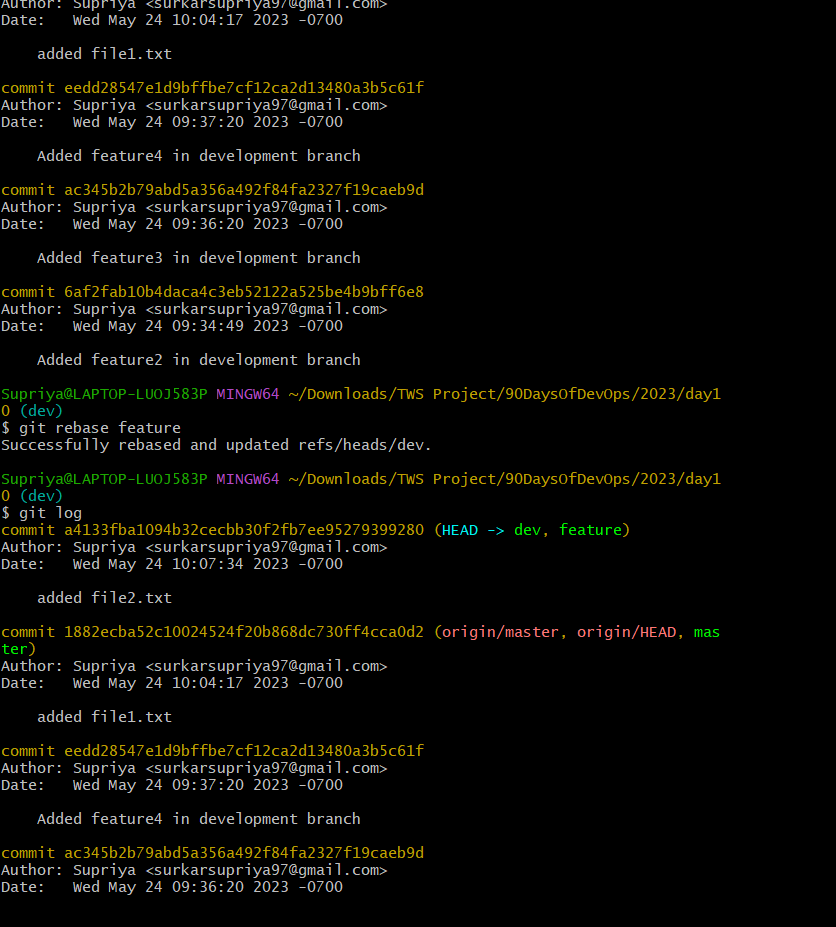 Author: Supriya <surkarsupriya97@gmail.com>
Date:   Wed May 24 10:04:17 2023 -0700
    added file1.txt
commit eedd28547e1d9bffbe7cf12ca2d13480a3b5c61f
Author: Supriya <surkarsupriya97@gmail.com>
Date:   Wed May 24 09:37:20 2023 -0700
    Added feature4 in development branch
commit ac345b2b79abd5a356a492f84fa2327f19caeb9d
Author: Supriya <surkarsupriya97@gmail.com>
Date:   Wed May 24 09:36:20 2023 -0700
    Added feature3 in development branch
commit 6af2fab10b4daca4c3eb52122a525be4b9bff6e8
Author: Supriya <surkarsupriya97@gmail.com>
Date:   Wed May 24 09:34:49 2023 -0700
    Added feature2 in development branch
Supriya@LAPTOP-LUOJ583P MINGW64 ~/Downloads/TWS Project/90DaysOfDevOps/2023/day1
0 (dev)
$ git rebase feature
Successfully rebased and updated refs/heads/dev.
Supriya@LAPTOP-LUOJ583P MINGW64 ~/Downloads/TWS Project/90DaysOfDevOps/2023/day1
0 (dev)
$ git log
commit a4133fba1094b32cecbb30f2fb7ee95279399280 (HEAD -> dev, feature)
Author: Supriya <surkarsupriya97@gmail.com>
Date:   Wed May 24 10:07:34 2023 -0700
    added file2.txt
commit 1882ecba52c10024524f20b868dc730ff4cca0d2 (origin/master, origin/HEAD, mas
ter)
Author: Supriya <surkarsupriya97@gmail.com>
Date:   Wed May 24 10:04:17 2023 -0700
    added file1.txt
commit eedd28547e1d9bffbe7cf12ca2d13480a3b5c61f
Author: Supriya <surkarsupriya97@gmail.com>
Date:   Wed May 24 09:37:20 2023 -0700
    Added feature4 in development branch
commit ac345b2b79abd5a356a492f84fa2327f19caeb9d
Author: Supriya <surkarsupriya97@gmail.com>
Date:   Wed May 24 09:36:20 2023 -0700